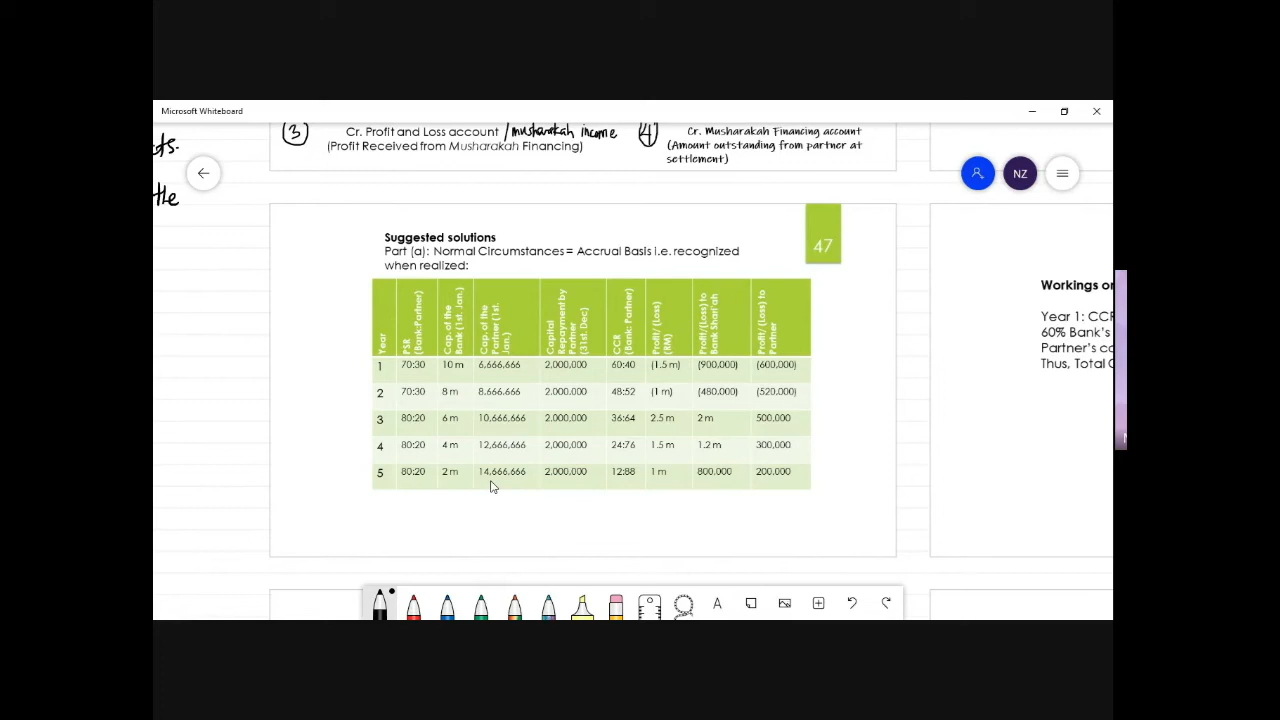 Microsoft Whiteboard
cts.
the
3 Cr. Profit and Loss account / musharakah income
(Profit Received from Musharakah Financing)
4 Cr. Musharakah Financing account
(Amount outstanding from partner at
settlement)
NZ
47
Suggested solutions
Part (a): Normal Circumstances = Accrual Basis i.e. recognized
when realized:
Year PSR (Bank:Partner) Cap. of the Bank (1st. Jan.) Cap. of the Partner (1st. Jan.) Capital Repayment by Partner (31st. Dec) CCR (Bank: Partner) Profit/ (Loss) (RM) Profit/(Loss) to Bank Shari'ah Profit/ (Loss) to Partner
1 70:30 10 m 6,666,666 2,000,000 60:40 (1.5 m) (900,000) (600,000)
2 70:30 8 m 8,666,666 2,000,000 48:52 (1 m) (480,000) (520,000)
3 80:20 6 m 10,666,666 2,000,000 36:64 2.5 m 2 m 500,000
4 80:20 4 m 12,666,666 2,000,000 24:76 1.5 m 1.2 m 300,000
5 80:20 2 m 14,666,666 2,000,000 12:88 1 m 800,000 200,000
Workings or
Year 1: CCR
60% Bank's
Partner's co
Thus, Total C
A